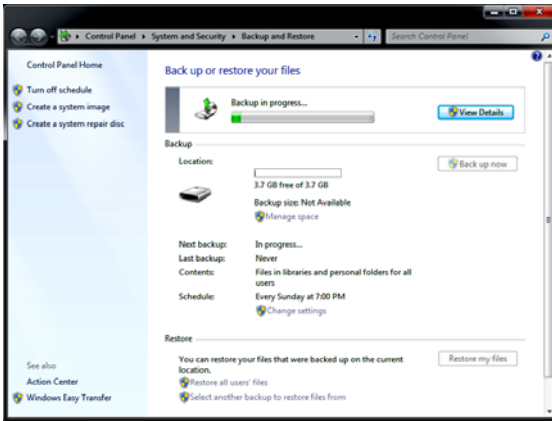 Control Panel ▸ System and Security ▸ Backup and Restore
Search Control Panel
Control Panel Home
Turn off schedule
Create a system image
Create a system repair disc
Back up or restore your files
Backup in progress...
View Details
Backup
Location:
Back up now
3.7 GB free of 3.7 GB
Backup size: Not Available
Manage space
Next backup: In progress...
Last backup: Never
Contents: Files in libraries and personal folders for all
users
Schedule: Every Sunday at 7:00 PM
Change settings
Restore
You can restore your files that were backed up on the current
location.
Restore my files
Restore all users' files
Select another backup to restore files from
See also
Action Center
Windows Easy Transfer